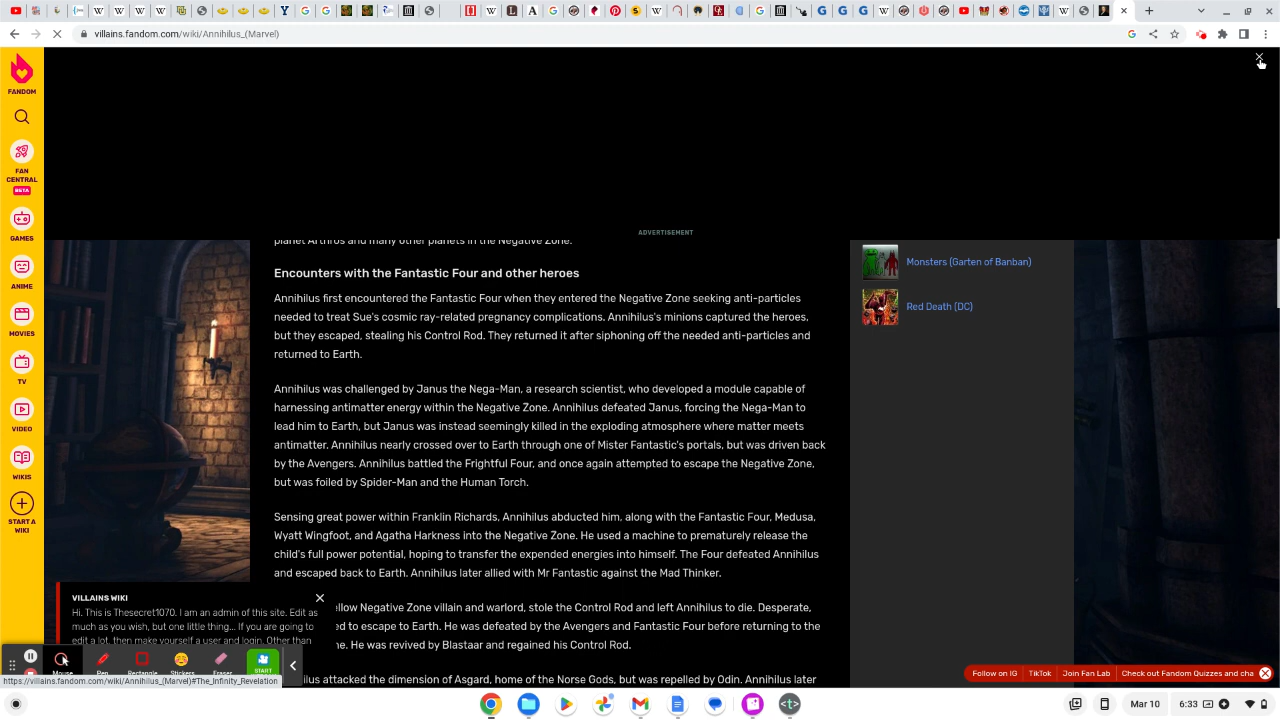 villains.fandom.com/wiki/Annihilus_(Marvel)
FANDOM
FAN
CENTRAL
BETA
GAMES
ANIME
MOVIES
TV
VIDEO
WIKIS
START A
WIKI
ADVERTISEMENT
planet Arthros and many other planets in the Negative Zone.
Encounters with the Fantastic Four and other heroes
Annihilus first encountered the Fantastic Four when they entered the Negative Zone seeking anti-particles
needed to treat Sue's cosmic ray-related pregnancy complications. Annihilus's minions captured the heroes,
but they escaped, stealing his Control Rod. They returned it after siphoning off the needed anti-particles and
returned to Earth.
Annihilus was challenged by Janus the Nega-Man, a research scientist, who developed a module capable of
harnessing antimatter energy within the Negative Zone. Annihilus defeated Janus, forcing the Nega-Man to
lead him to Earth, but Janus was instead seemingly killed in the exploding atmosphere where matter meets
antimatter. Annihilus nearly crossed over to Earth through one of Mister Fantastic's portals, but was driven back
by the Avengers. Annihilus battled the Frightful Four, and once again attempted to escape the Negative Zone,
but was foiled by Spider-Man and the Human Torch.
Sensing great power within Franklin Richards, Annihilus abducted him, along with the Fantastic Four, Medusa,
Wyatt Wingfoot, and Agatha Harkness into the Negative Zone. He used a machine to prematurely release the
child's full power potential, hoping to transfer the expended energies into himself. The Four defeated Annihilus
and escaped back to Earth. Annihilus later allied with Mr Fantastic against the Mad Thinker.
ellow Negative Zone villain and warlord, stole the Control Rod and left Annihilus to die. Desperate,
ed to escape to Earth. He was defeated by the Avengers and Fantastic Four before returning to the
ne. He was revived by Blastaar and regained his Control Rod.
ilus attacked the dimension of Asgard, home of the Norse Gods, but was repelled by Odin. Annihilus later
Monsters (Garten of Banban)
Red Death (DC)
VILLAINS WIKI
Hi. This is Thesecret1070. I am an admin of this site. Edit as
much as you wish, but one little thing... If you are going to
edit a lot, then make yourself a user and login. Other than
Mouse
Pen
Rectangle
Stickers
Eraser
START
https://villains.fandom.com/wiki/Annihilus_(Marvel)#The_Infinity_Revelation
Follow on IG
TikTok
Join Fan Lab
Check out Fandom Quizzes and cha
Mar 10
6:33